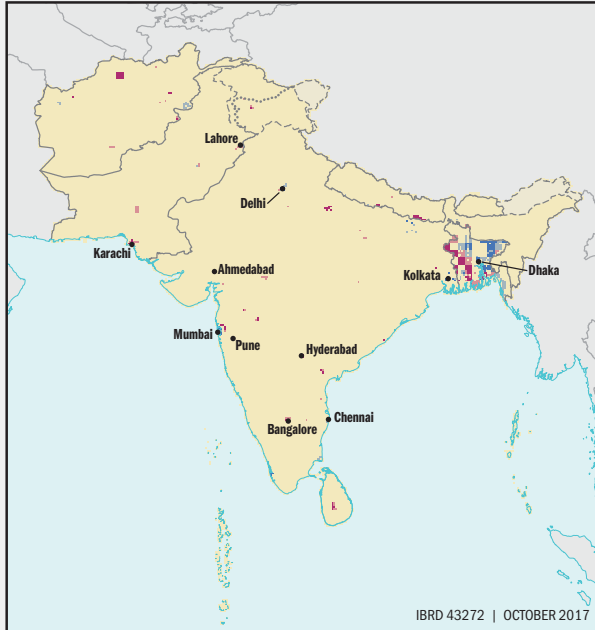 Lahore
Delhi
Karachi
Ahmedabad
Kolkata
Dhaka
Mumbai
Pune
Hyderabad
Bangalore
Chennai
IBRD 43272 | OCTOBER 2017